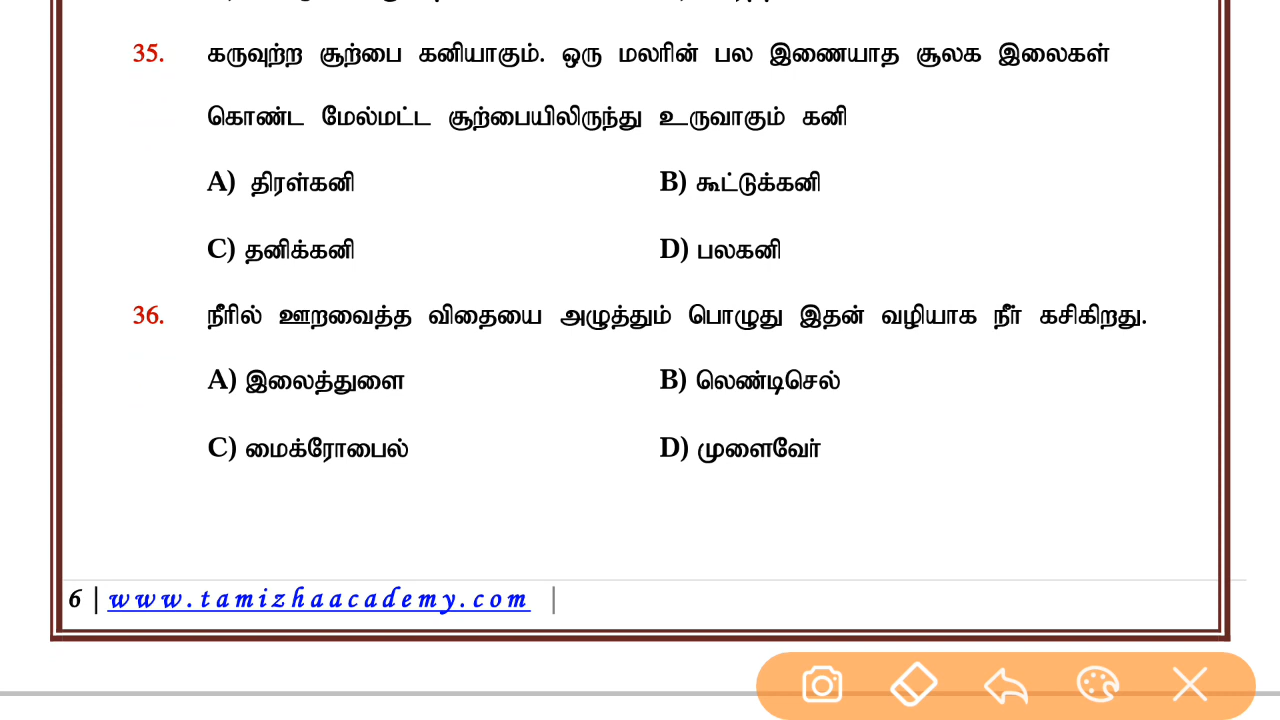 35. கருவுற்ற சூற்பை கனியாகும். ஒரு மலரின் பல இணையாத சூலக இலைகள்
கொண்ட மேல்மட்ட சூற்பையிலிருந்து உருவாகும் கனி
A) திரள்கனி B) கூட்டுக்கனி
C) தனிக்கனி D) பலகனி
36. நீரில் ஊறவைத்த விதையை அழுத்தும் பொழுது இதன் வழியாக நீர் கசிகிறது.
A) இலைத்துளை B) லெண்டிசெல்
C) மைக்ரோபைல் D) முளைவேர்
6 | www.tamizhaacademy.com |